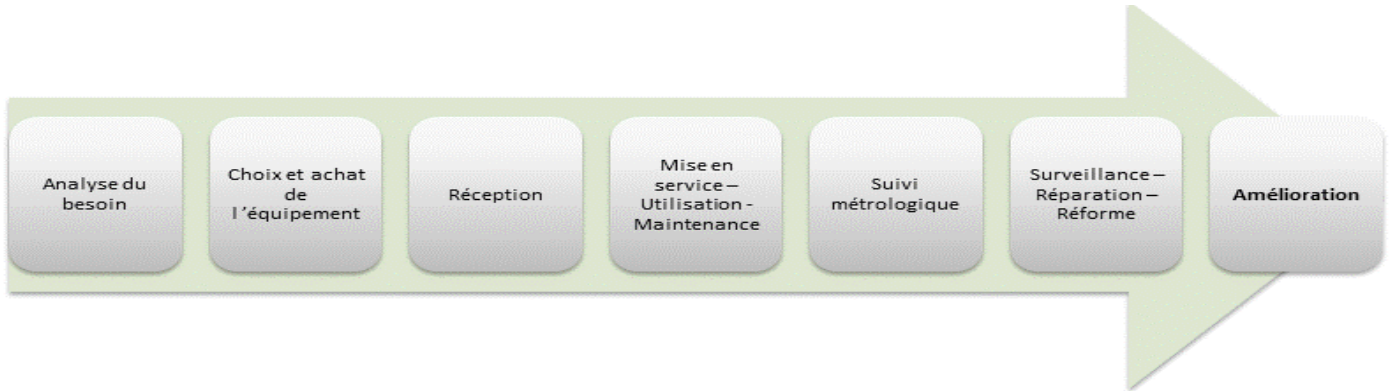 Analyse du
besoin
Choix et achat
de
l ’équipement
Réception
Mise en
service –
Utilisation -
Maintenance
Suivi
métrologique
Surveillance –
Réparation –
Réforme
Amélioration